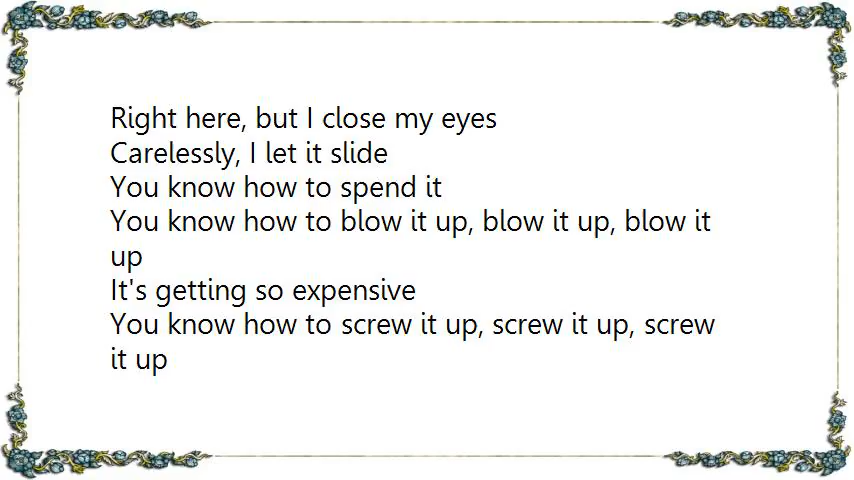 Right here, but I close my eyes
Carelessly, I let it slide
You know how to spend it
You know how to blow it up, blow it up, blow it
up
It's getting so expensive
You know how to screw it up, screw it up, screw
it up